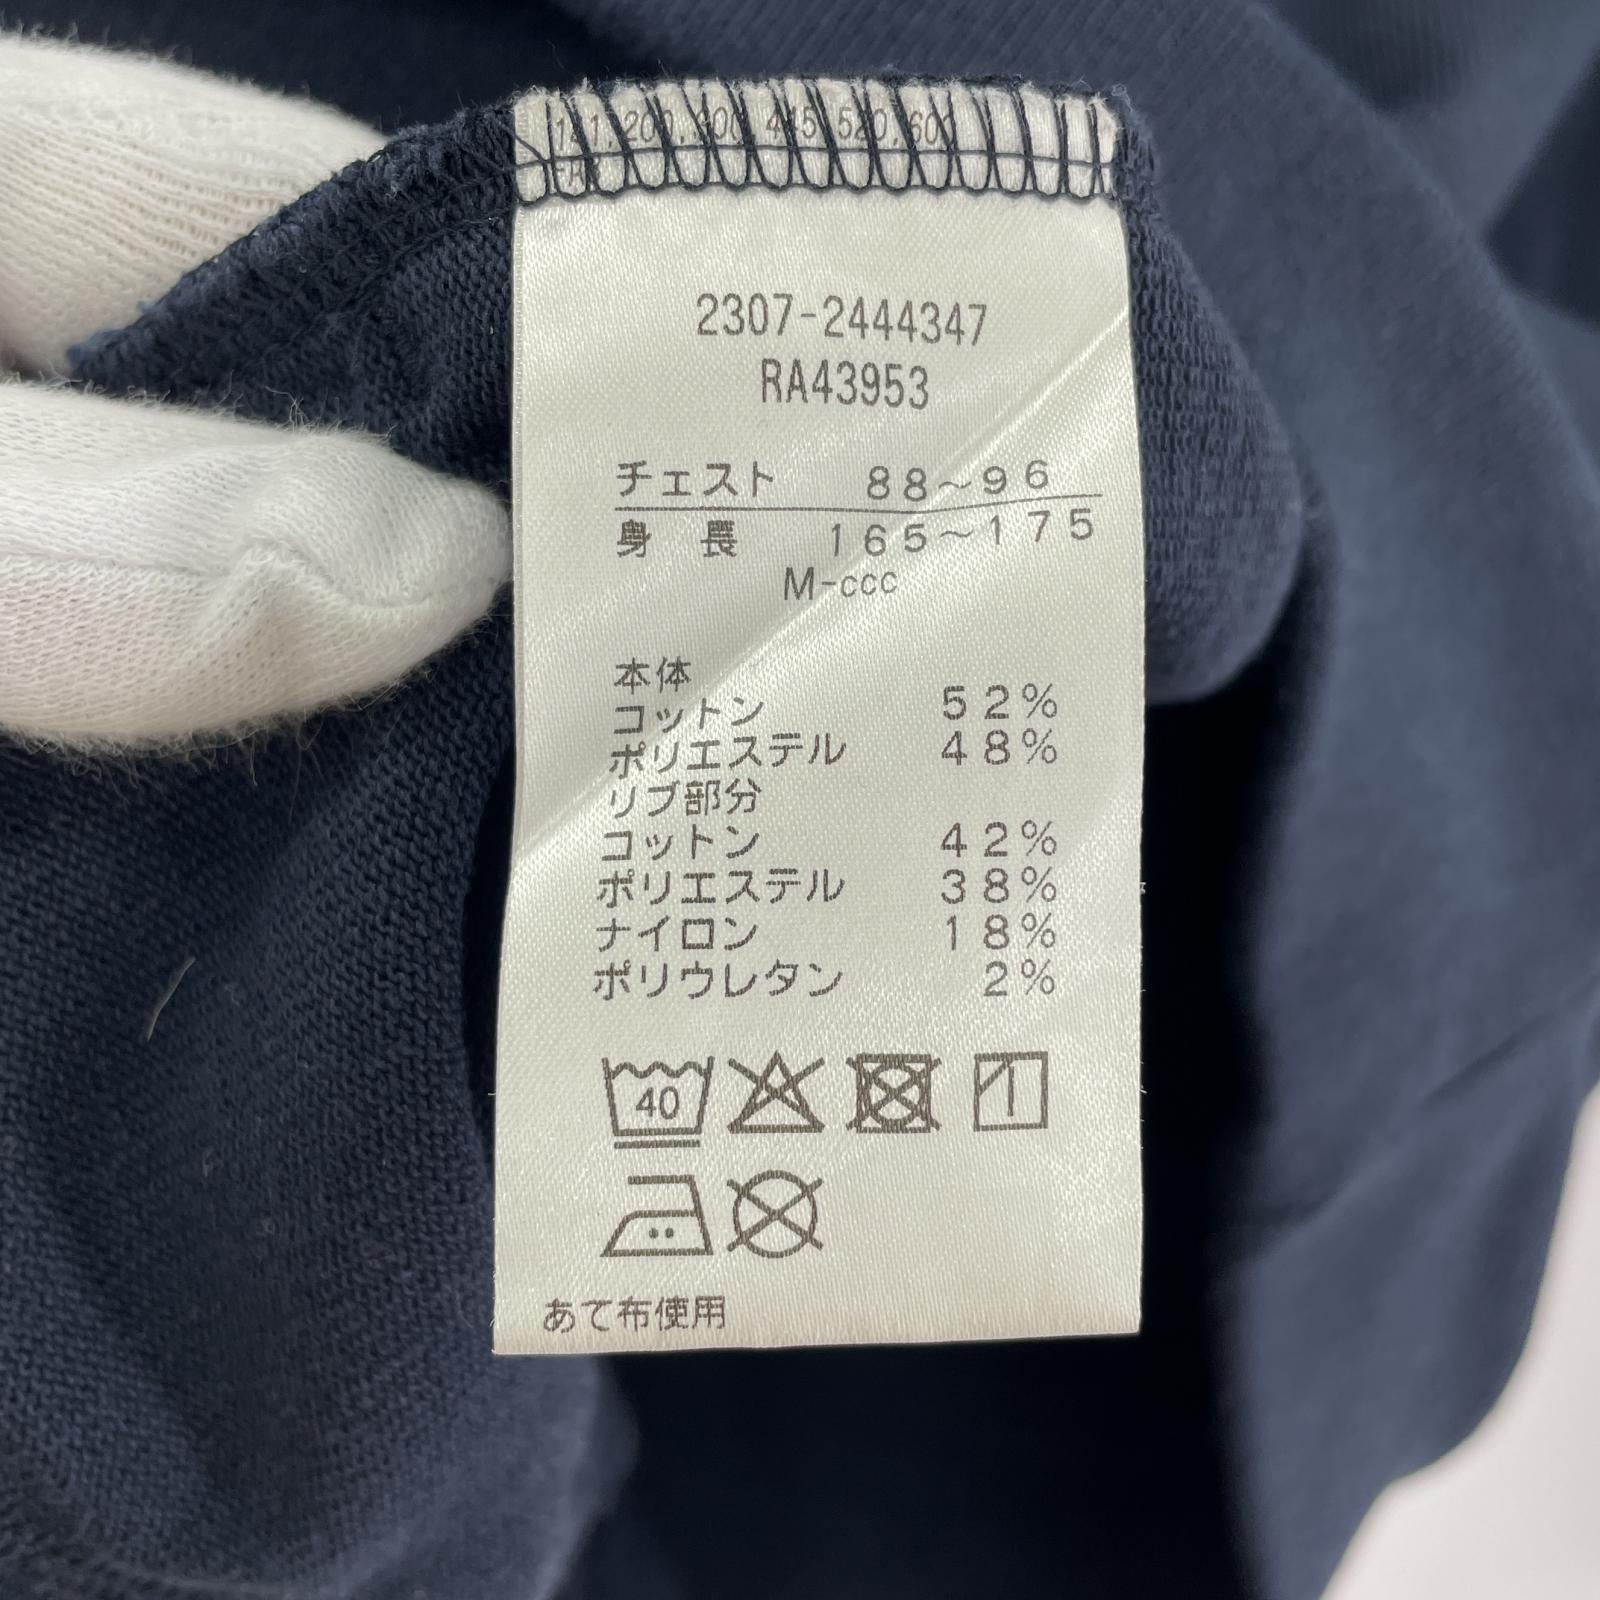 2307-2444347
RA43953
チェスト 88~96
身 長 165~175
M-ccc
本体
コットン 52%
ポリエステル 48%
リブ部分
コットン 42%
ポリエステル 38%
ナイロン 18%
ポリウレタン 2%
40
あて布使用